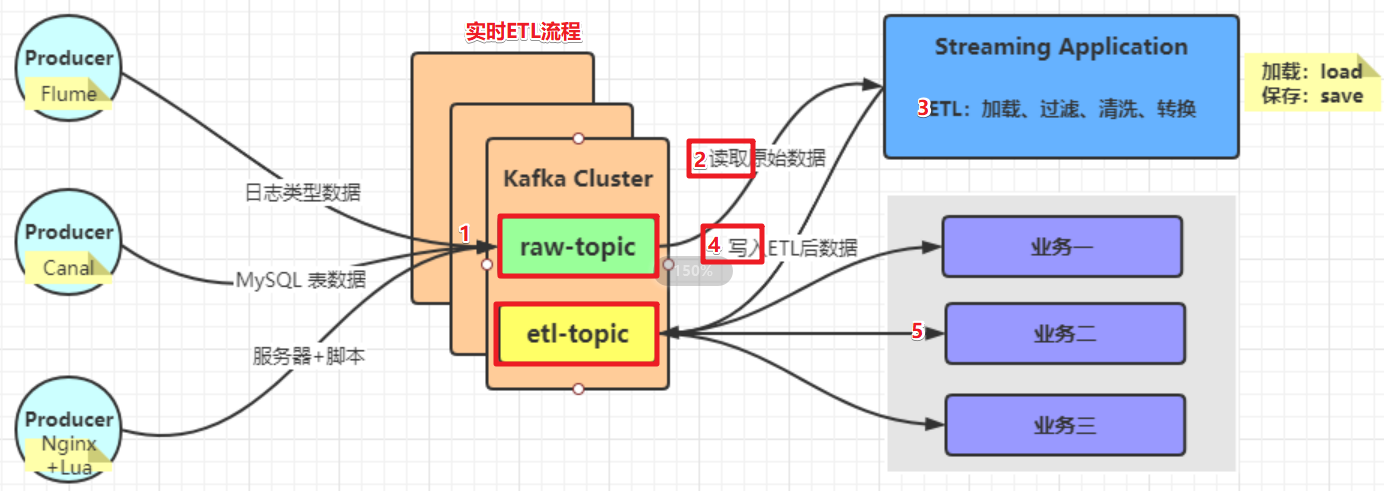 实时ETL流程
Producer
Flume
日志类型数据
Producer
Canal
MySQL 表数据
Producer
Nginx
+Lua
服务器+脚本
Kafka Cluster
1
raw-topic
etl-topic
2 读取原始数据
4 写入ETL后数据
150%
Streaming Application
3 ETL：加载、过滤、清洗、转换
加载：load
保存：save
业务一
5
业务二
业务三